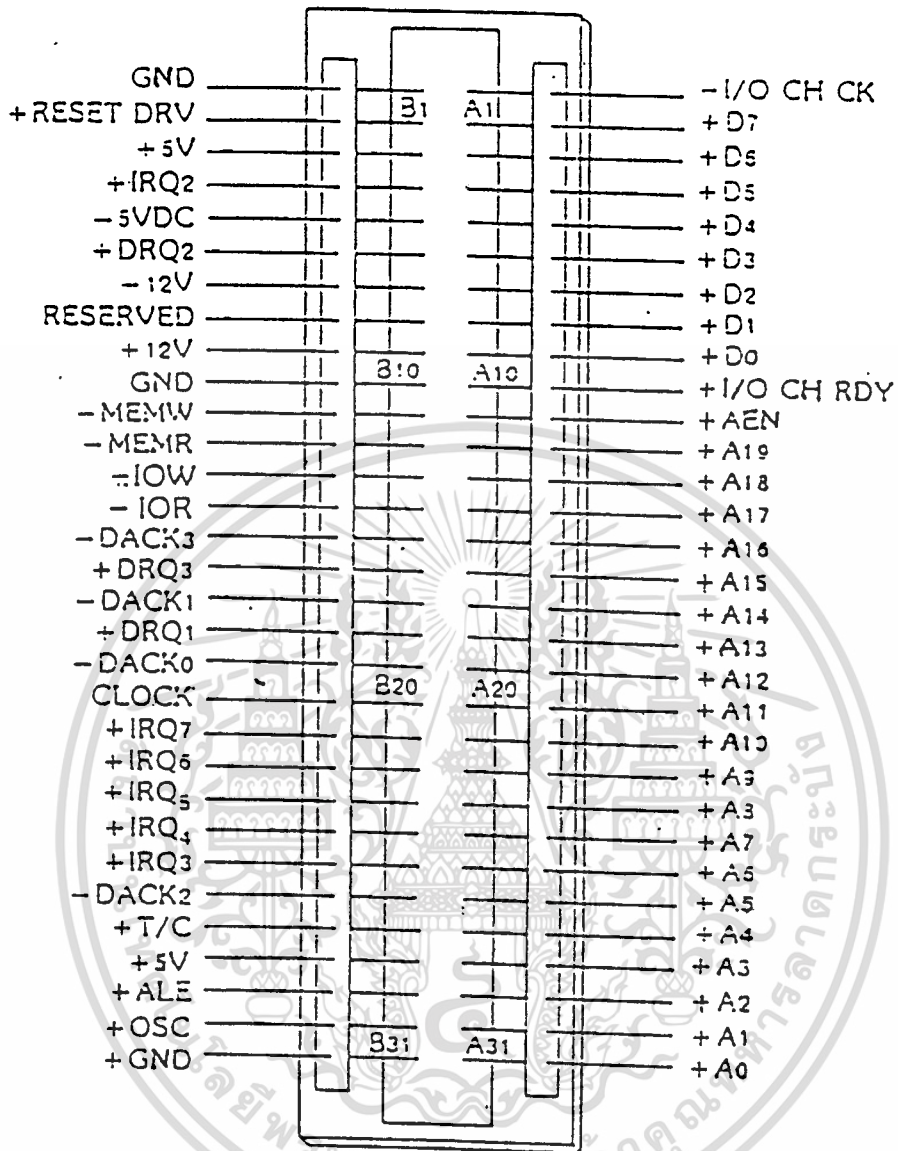 GND
+RESET DRV
+5V
+IRQ2
-5VDC
+DRQ2
-12V
RESERVED
+12V
GND
-MEMW
-MEMR
-IOW
-IOR
-DACK3
+DRQ3
-DACK1
+DRQ1
-DACK0
CLOCK
+IRQ7
+IRQ6
+IRQ5
+IRQ4
+IRQ3
-DACK2
+T/C
+5V
+ALE
+OSC
+GND
B1 A1
B10 A10
B20 A20
B31 A31
-I/O CH CK
+D7
+D6
+D5
+D4
+D3
+D2
+D1
+D0
+I/O CH RDY
+AEN
+A19
+A18
+A17
+A16
+A15
+A14
+A13
+A12
+A11
+A10
+A9
+A8
+A7
+A6
+A5
+A4
+A3
+A2
+A1
+A0